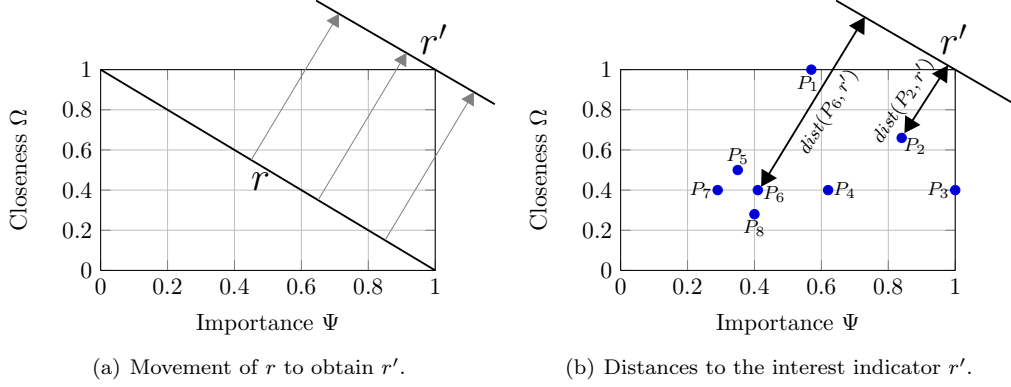 r′
r
1
0.8
0.6
0.4
0.2
0
0 0.2 0.4 0.6 0.8 1
Closeness Ω
Importance Ψ
(a) Movement of r to obtain r′.
r′
dist(P6, r′)
dist(P2, r′)
P1
P2
P5
P7
P6
P4
P3
P8
1
0.8
0.6
0.4
0.2
0
0 0.2 0.4 0.6 0.8 1
Closeness Ω
Importance Ψ
(b) Distances to the interest indicator r′.